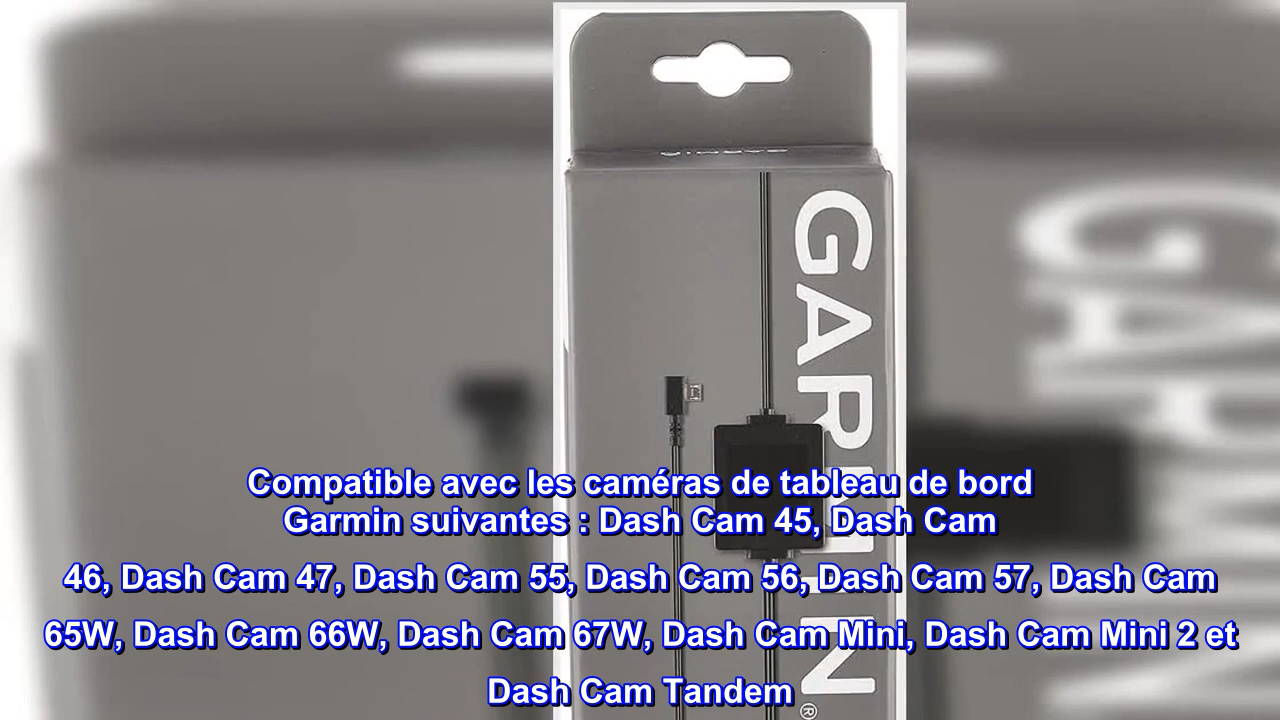 GARMIN®
Compatible avec les caméras de tableau de bord
Garmin suivantes : Dash Cam 45, Dash Cam
46, Dash Cam 47, Dash Cam 55, Dash Cam 56, Dash Cam 57, Dash Cam
65W, Dash Cam 66W, Dash Cam 67W, Dash Cam Mini, Dash Cam Mini 2 et
Dash Cam Tandem